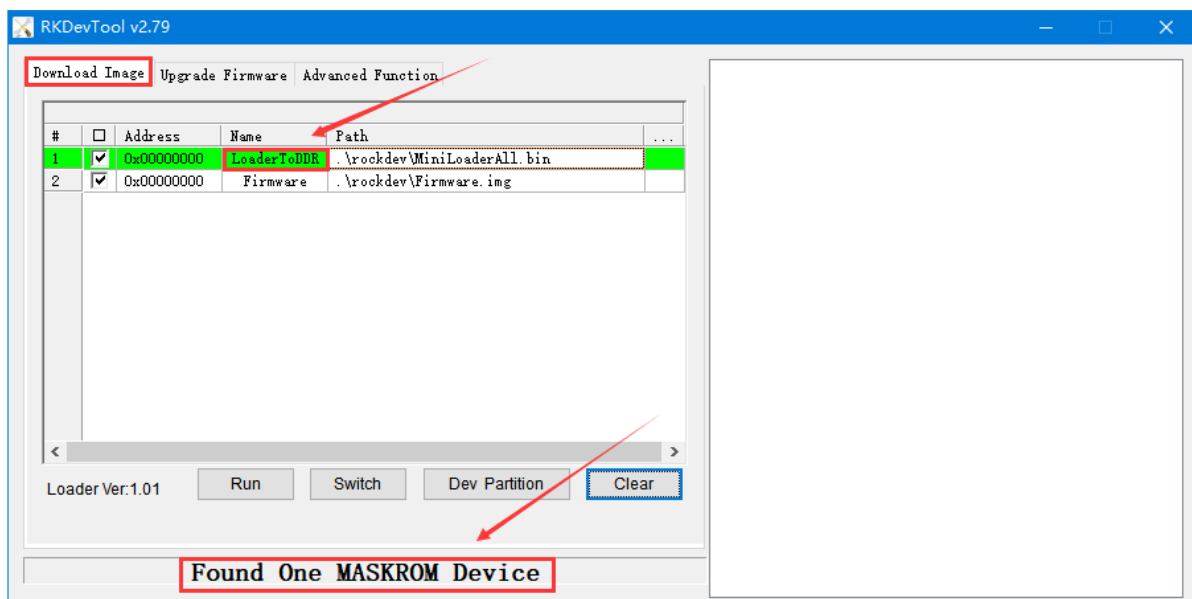 RKDevTool v2.79
Download Image Upgrade Firmware Advanced Function
# Address Name Path ...
1 0x00000000 LoaderToDDR .\rockdev\MiniLoaderAll.bin
2 0x00000000 Firmware .\rockdev\Firmware.img
Loader Ver:1.01 Run Switch Dev Partition Clear
Found One MASKROM Device